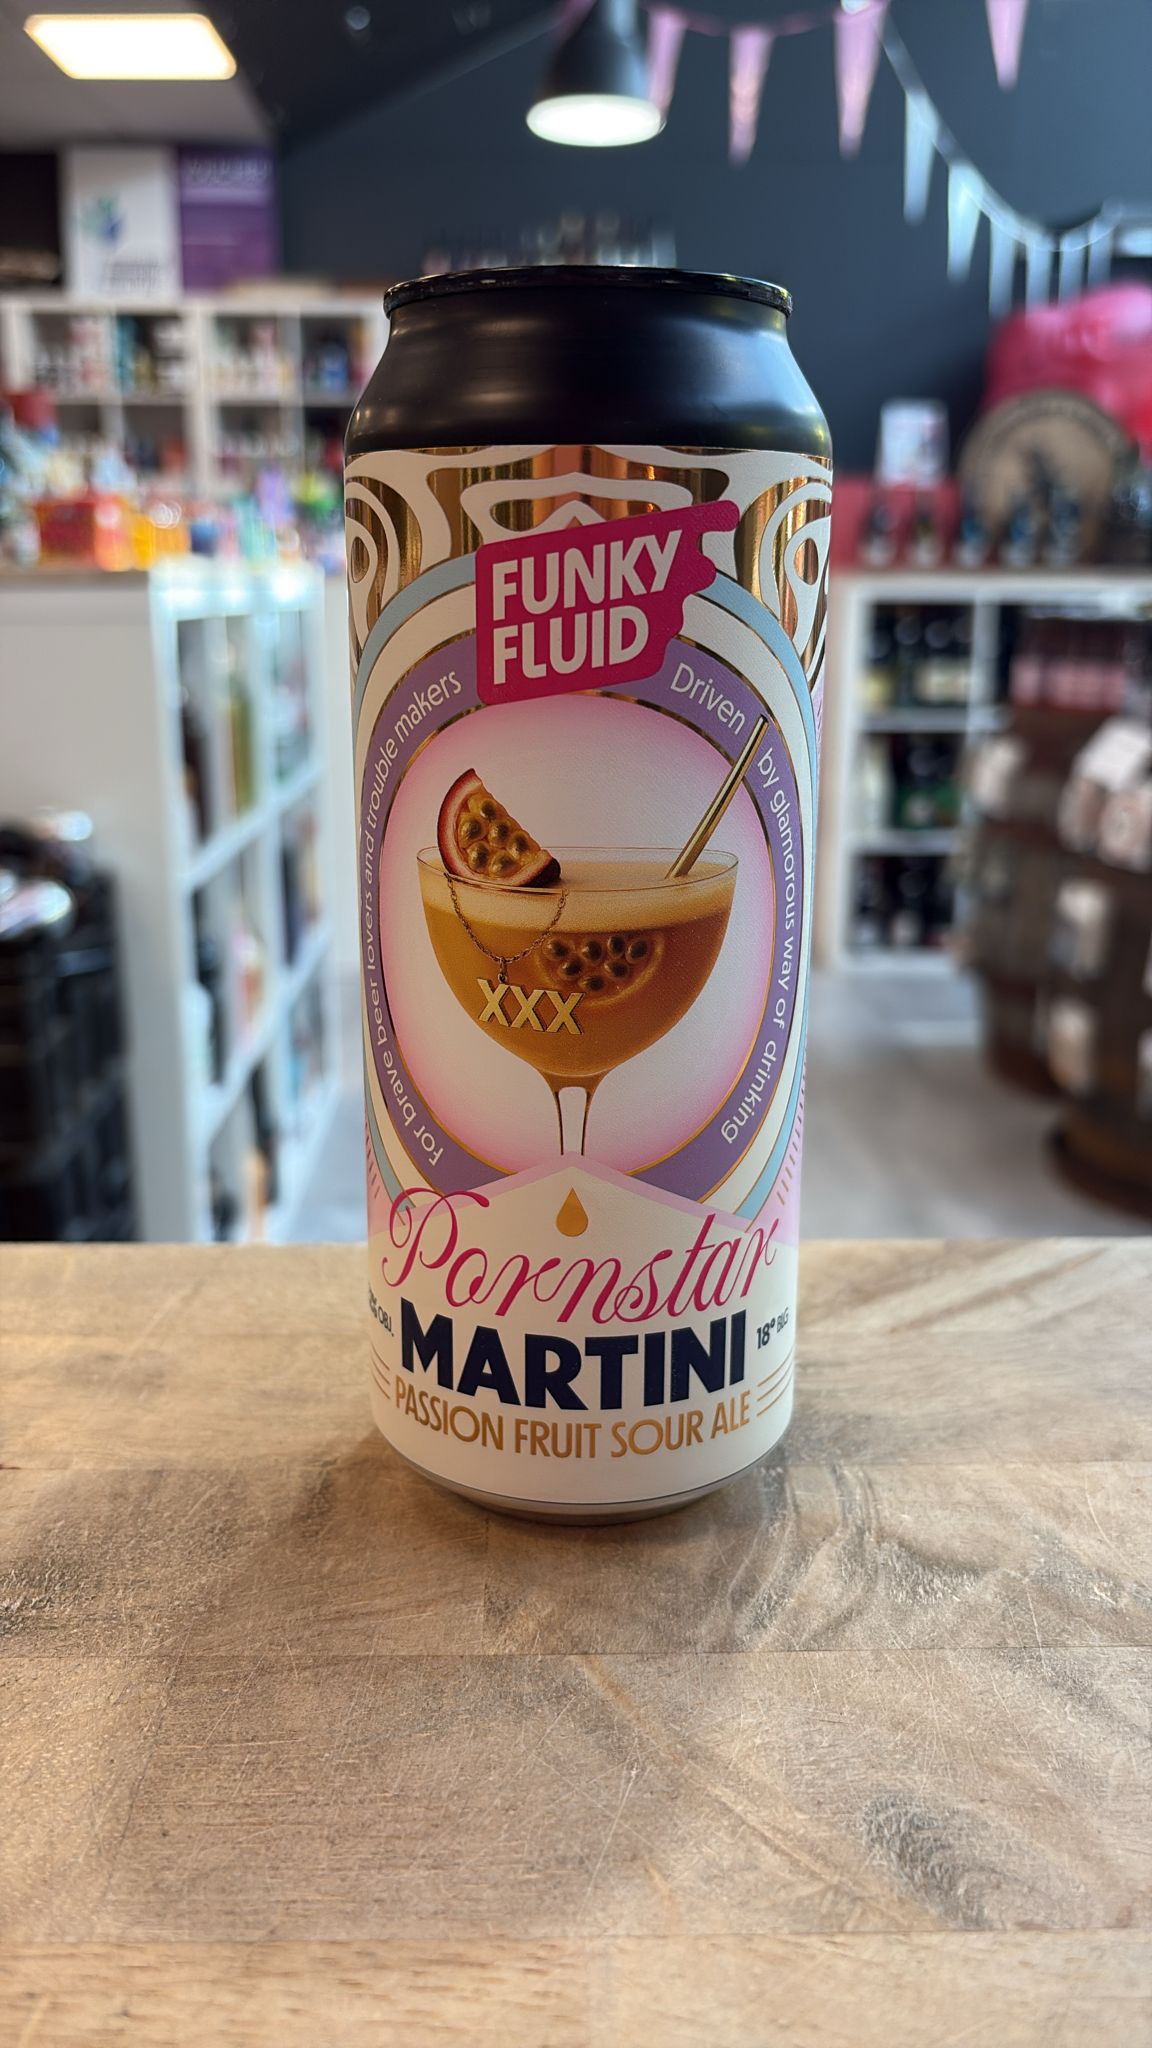 FUNKY
FLUID
For brave beer lovers and trouble makers
Driven by glamorous way of drinking
XXX
Pornstar
MARTINI
18° BLG
PASSION FRUIT SOUR ALE